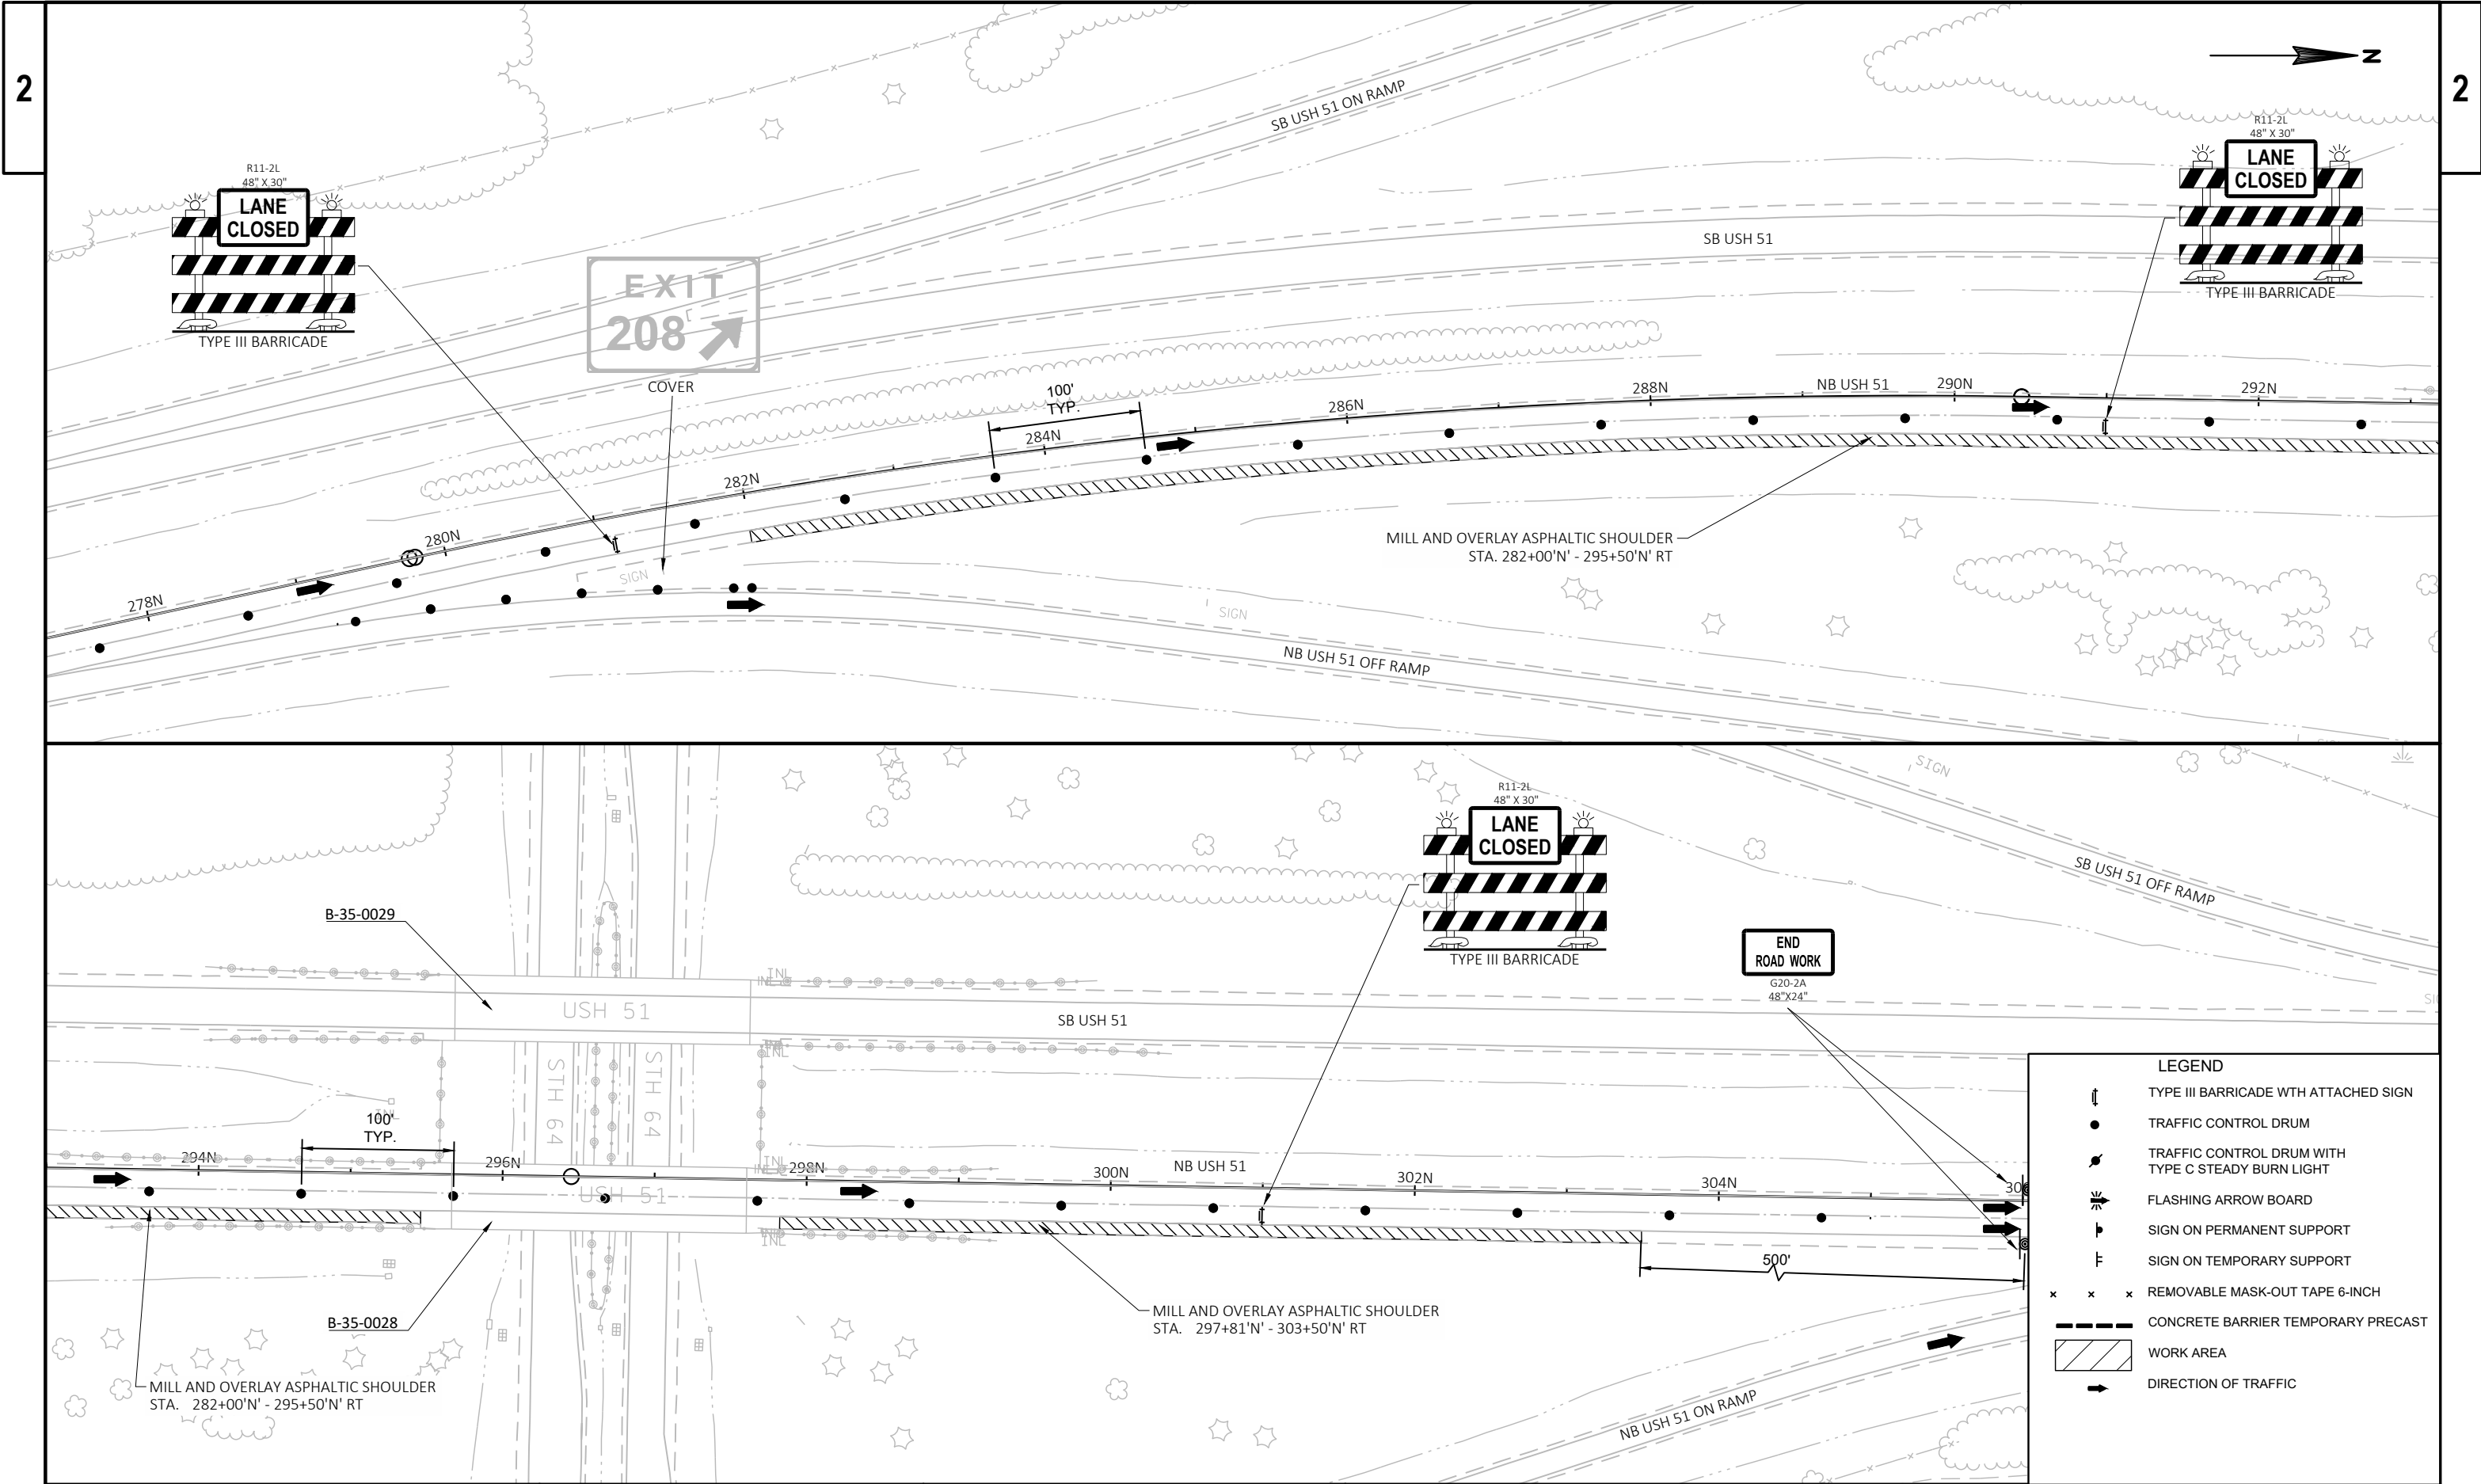 2
2
N
SB USH 51 ON RAMP
R11-2L
48" X 30"
LANE
CLOSED
TYPE III BARRICADE
R11-2L
48" X 30"
LANE
CLOSED
TYPE III BARRICADE
SB USH 51
EXIT
208
COVER
100'
TYP.
278N
280N
282N
284N
286N
288N
NB USH 51
290N
292N
SIGN
SIGN
MILL AND OVERLAY ASPHALTIC SHOULDER
STA. 282+00'N' - 295+50'N' RT
NB USH 51 OFF RAMP
SIGN
R11-2L
48" X 30"
LANE
CLOSED
TYPE III BARRICADE
SB USH 51 OFF RAMP
B-35-0029
END
ROAD WORK
G20-2A
48"X24"
INL
INL
USH 51
SB USH 51
INL
STH 64
STH 64
INL
100'
TYP.
294N
296N
298N
300N
NB USH 51
302N
304N
30
INL
INL
USH 51
INL
INL
500'
B-35-0028
MILL AND OVERLAY ASPHALTIC SHOULDER
STA. 297+81'N' - 303+50'N' RT
MILL AND OVERLAY ASPHALTIC SHOULDER
STA. 282+00'N' - 295+50'N' RT
NB USH 51 ON RAMP
LEGEND
TYPE III BARRICADE WTH ATTACHED SIGN
TRAFFIC CONTROL DRUM
TRAFFIC CONTROL DRUM WITH
TYPE C STEADY BURN LIGHT
FLASHING ARROW BOARD
SIGN ON PERMANENT SUPPORT
SIGN ON TEMPORARY SUPPORT
REMOVABLE MASK-OUT TAPE 6-INCH
CONCRETE BARRIER TEMPORARY PRECAST
WORK AREA
DIRECTION OF TRAFFIC